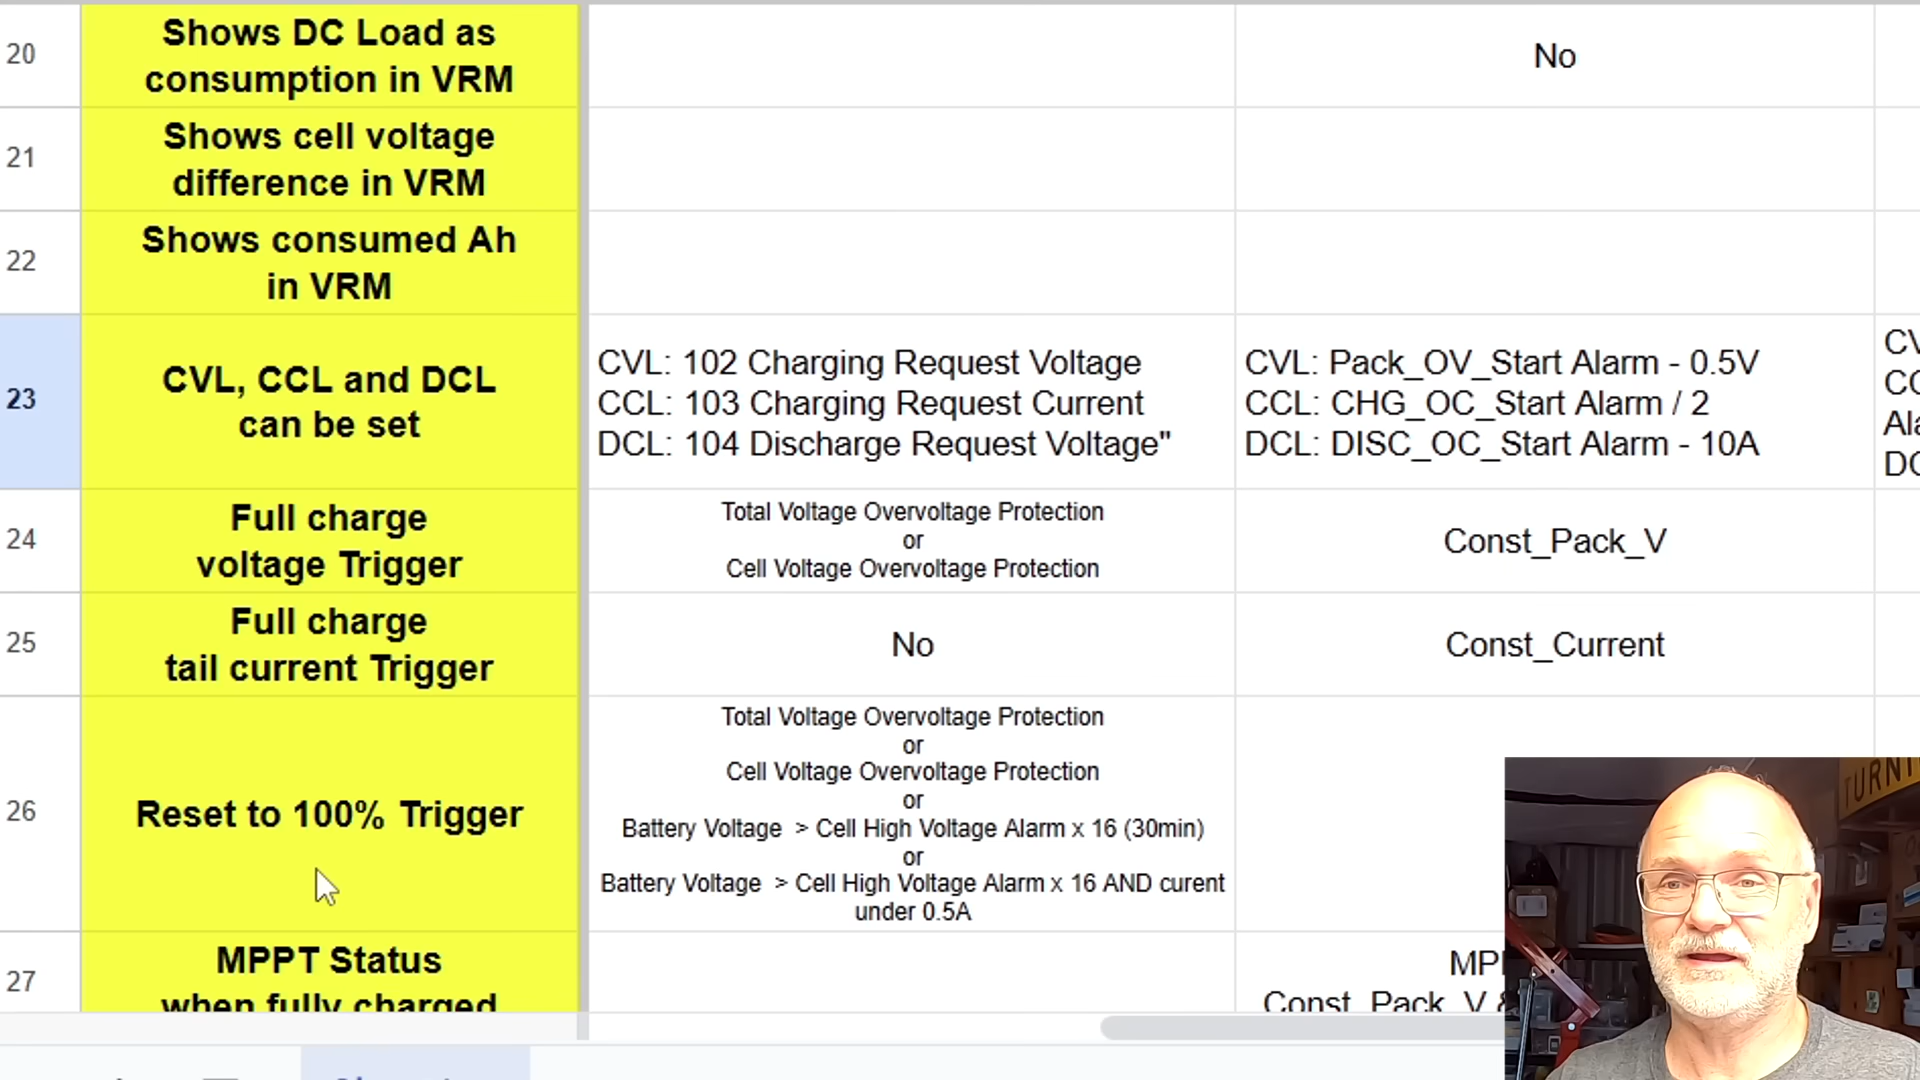 20
Shows DC Load as
consumption in VRM
No
21
Shows cell voltage
difference in VRM
22
Shows consumed Ah
in VRM
23
CVL, CCL and DCL
can be set
CVL: 102 Charging Request Voltage
CCL: 103 Charging Request Current
DCL: 104 Discharge Request Voltage"
CVL: Pack_OV_Start Alarm - 0.5V
CCL: CHG_OC_Start Alarm / 2
DCL: DISC_OC_Start Alarm - 10A
24
Full charge
voltage Trigger
Total Voltage Overvoltage Protection
or
Cell Voltage Overvoltage Protection
Const_Pack_V
25
Full charge
tail current Trigger
No
Const_Current
26
Reset to 100% Trigger
Total Voltage Overvoltage Protection
or
Cell Voltage Overvoltage Protection
or
Battery Voltage > Cell High Voltage Alarm x 16 (30min)
or
Battery Voltage > Cell High Voltage Alarm x 16 AND curent
under 0.5A
27
MPPT Status
when fully charged
Const_Pack_V